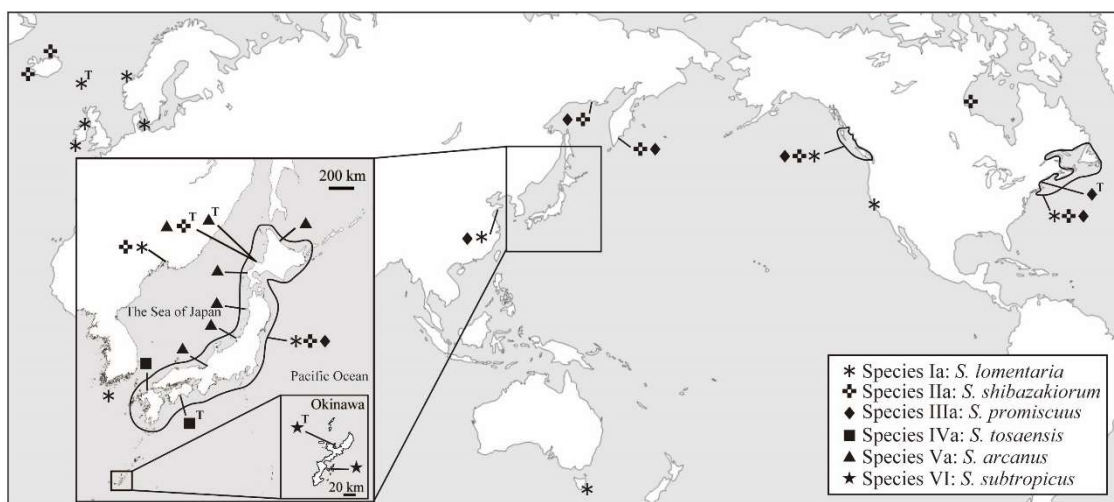 T
T
200 km
T
T
The Sea of Japan
T
Pacific Ocean
T
Okinawa
T
20 km
Species Ia: S. lomentaria
Species IIa: S. shibazakiorum
Species IIIa: S. promiscuus
Species IVa: S. tosaensis
Species Va: S. arcanus
Species VI: S. subtropicus